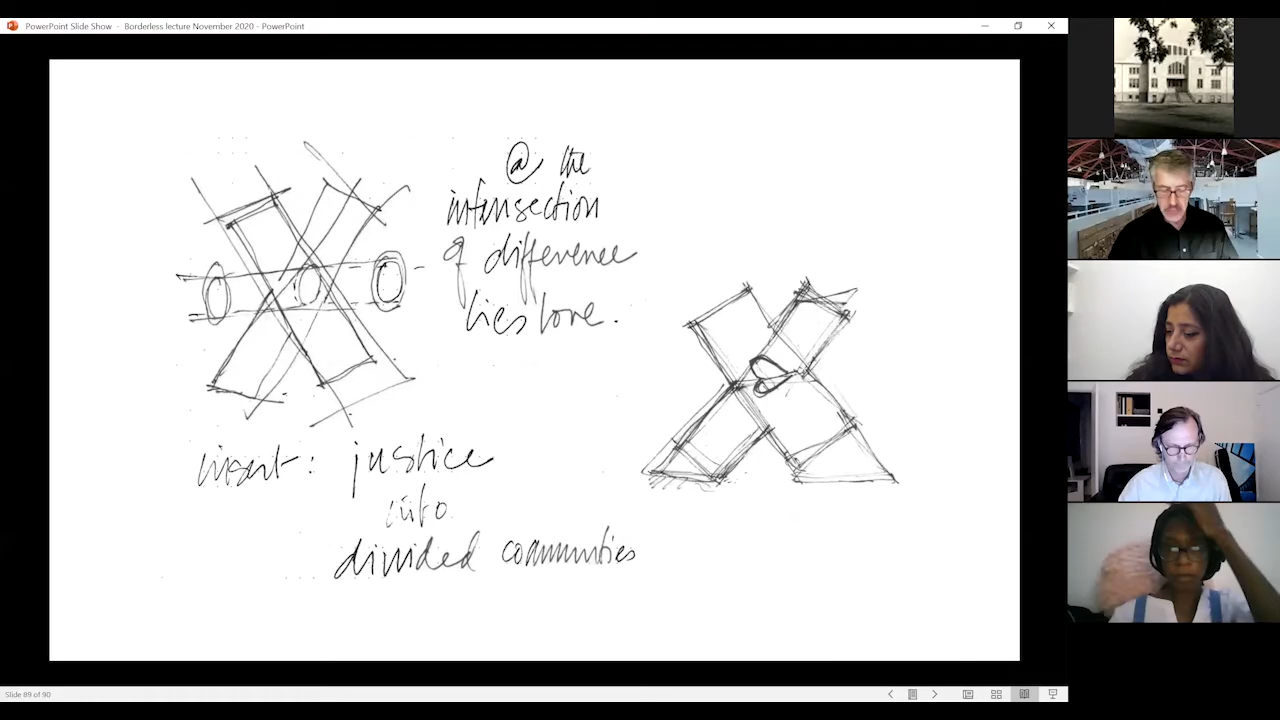 PowerPoint Slide Show - Borderless lecture November 2020 - PowerPoint
@ the
intersection
of difference
lies love.
insert: justice
into
divided communities
Slide 89 of 90